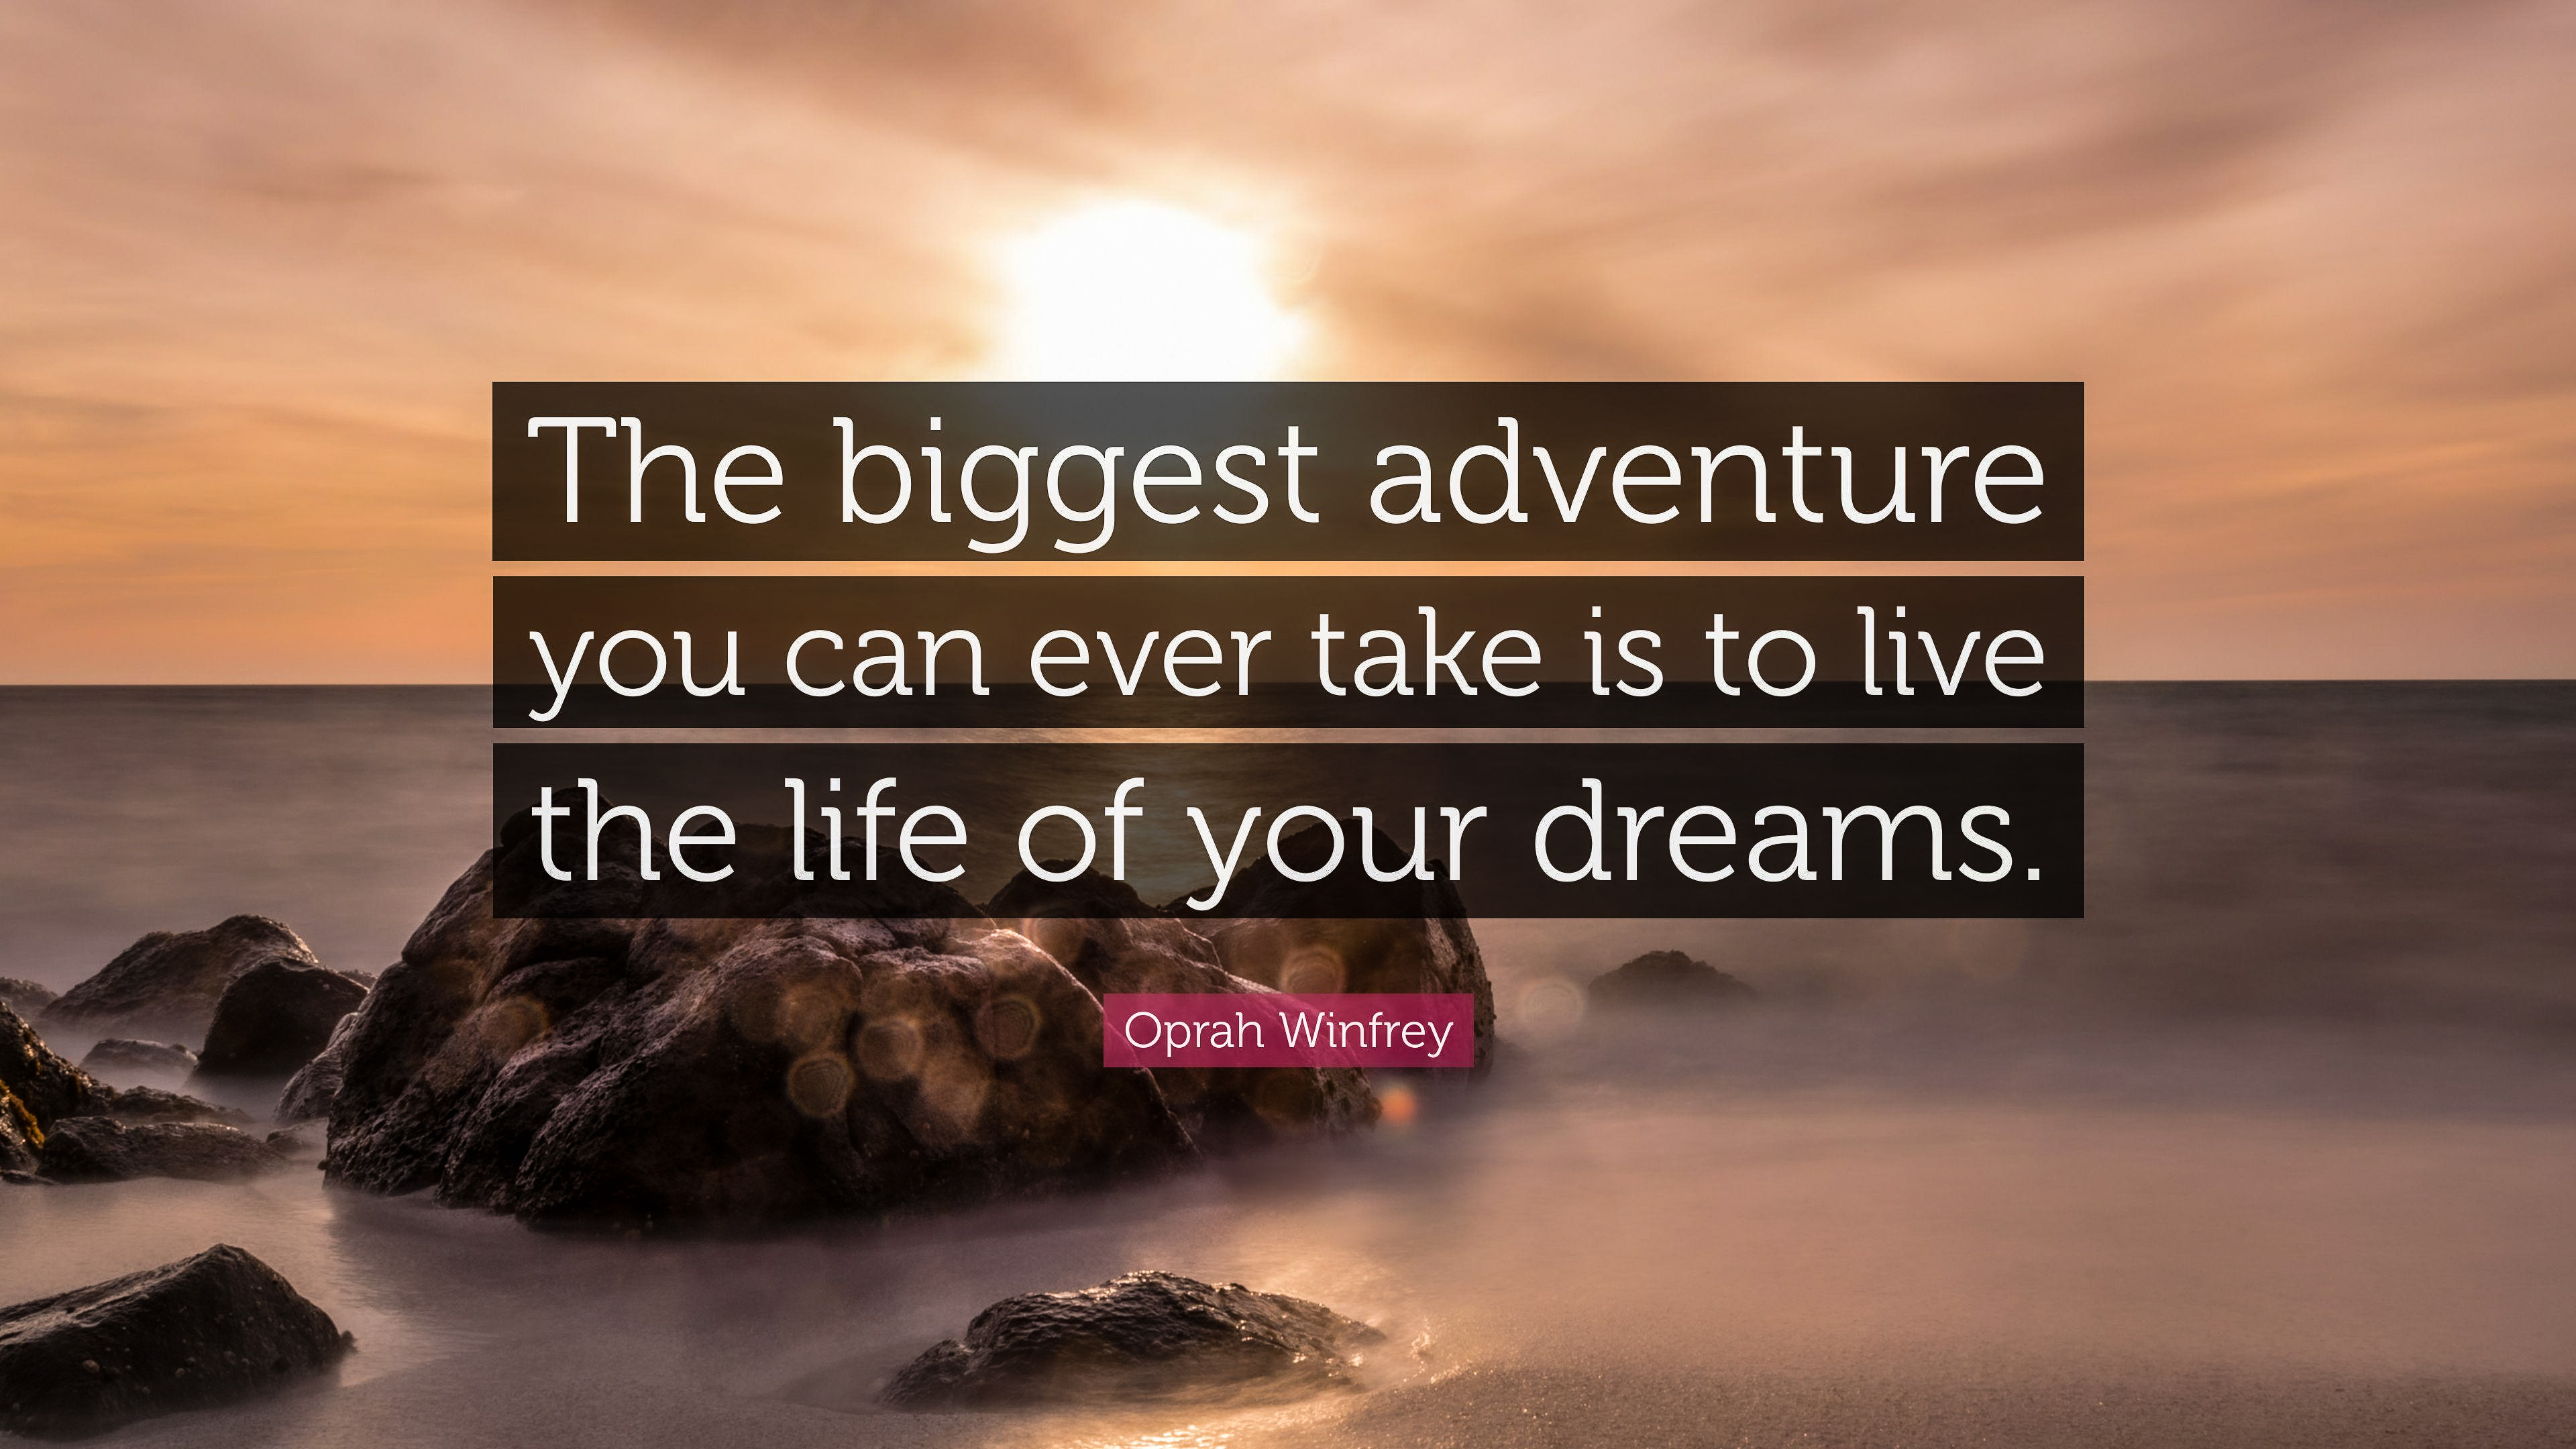 The biggest adventure
you can ever take is to live
the life of your dreams.
Oprah Winfrey